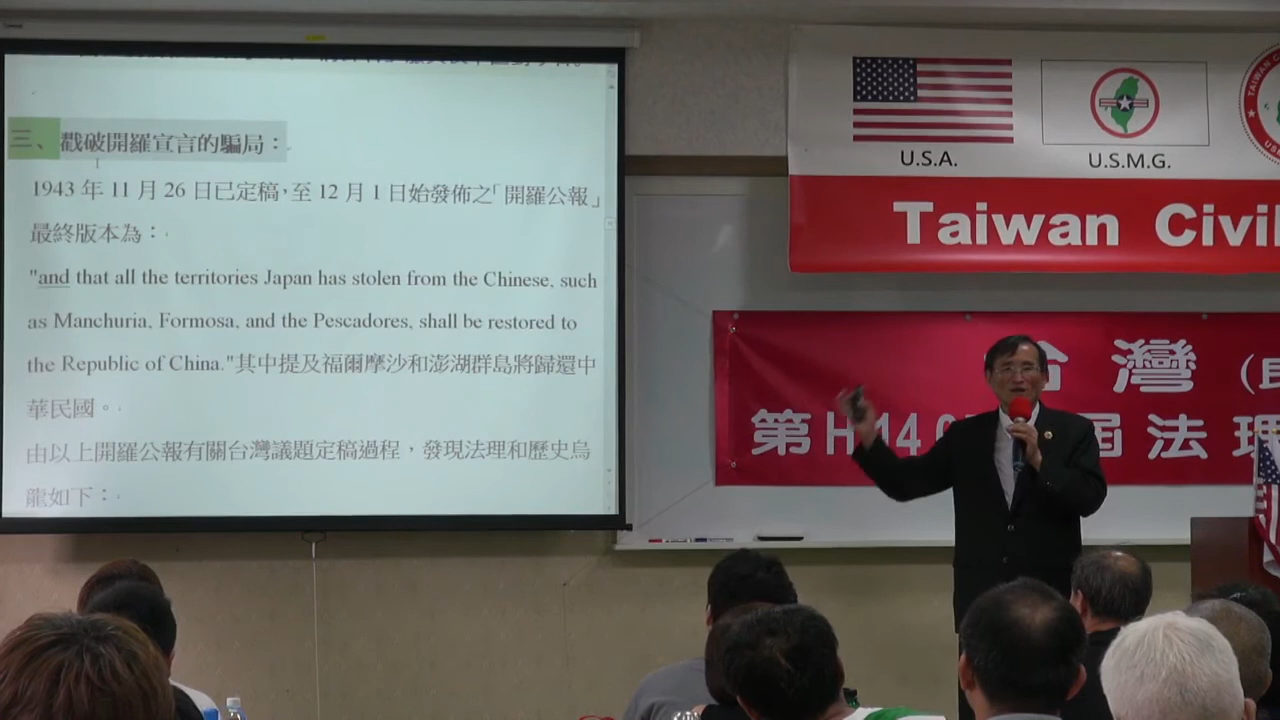 三、戳破開羅宣言的騙局：
1943 年 11 月 26 日已定稿，至 12 月 1 日始發佈之「開羅公報」
最終版本為：
"and that all the territories Japan has stolen from the Chinese, such
as Manchuria, Formosa, and the Pescadores, shall be restored to
the Republic of China."其中提及福爾摩沙和澎湖群島將歸還中
華民國。
由以上開羅公報有關台灣議題定稿過程，發現法理和歷史烏
龍如下：
U.S.A.
U.S.M.G.
TAIWAN
Taiwan Civil
台灣（
第H14
屆法理